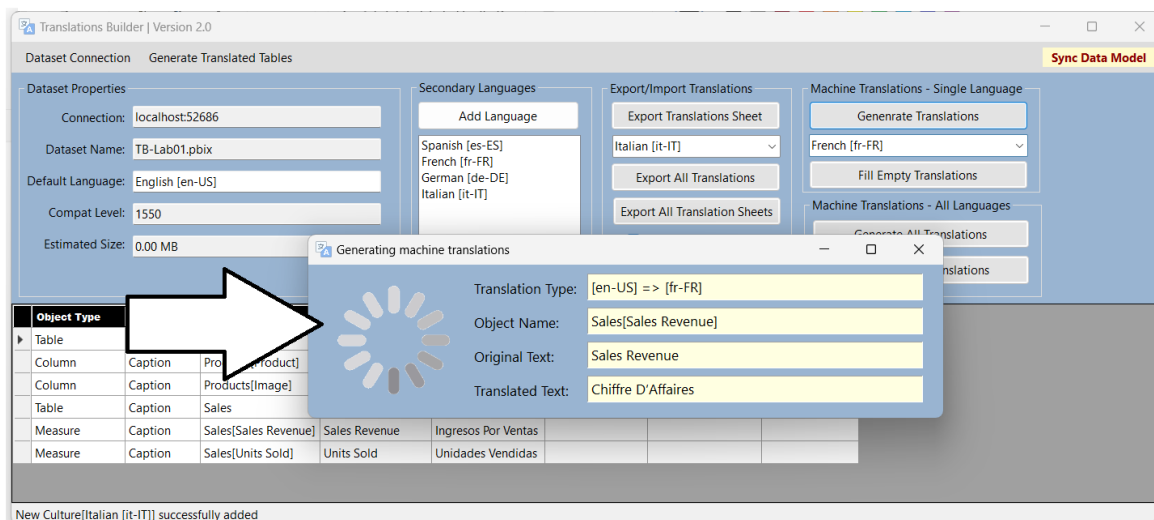 Translations Builder | Version 2.0
Dataset Connection Generate Translated Tables Sync Data Model
Dataset Properties
Connection: localhost:52686
Dataset Name: TB-Lab01.pbix
Default Language: English [en-US]
Compat Level: 1550
Estimated Size: 0.00 MB
Secondary Languages
Add Language
Spanish [es-ES]
French [fr-FR]
German [de-DE]
Italian [it-IT]
Export/Import Translations
Export Translations Sheet
Italian [it-IT]
Export All Translations
Export All Translation Sheets
Machine Translations - Single Language
Genenrate Translations
French [fr-FR]
Fill Empty Translations
Machine Translations - All Languages
Generate All Translations
Generating machine translations
Translation Type: [en-US] => [fr-FR]
Object Name: Sales[Sales Revenue]
Original Text: Sales Revenue
Translated Text: Chiffre D’Affaires
Object Type
Table
Column Caption
Column Caption Products[Image]
Table Caption Sales
Measure Caption Sales[Sales Revenue] Sales Revenue Ingresos Por Ventas
Measure Caption Sales[Units Sold] Units Sold Unidades Vendidas
New Culture[Italian [it-IT]] successfully added